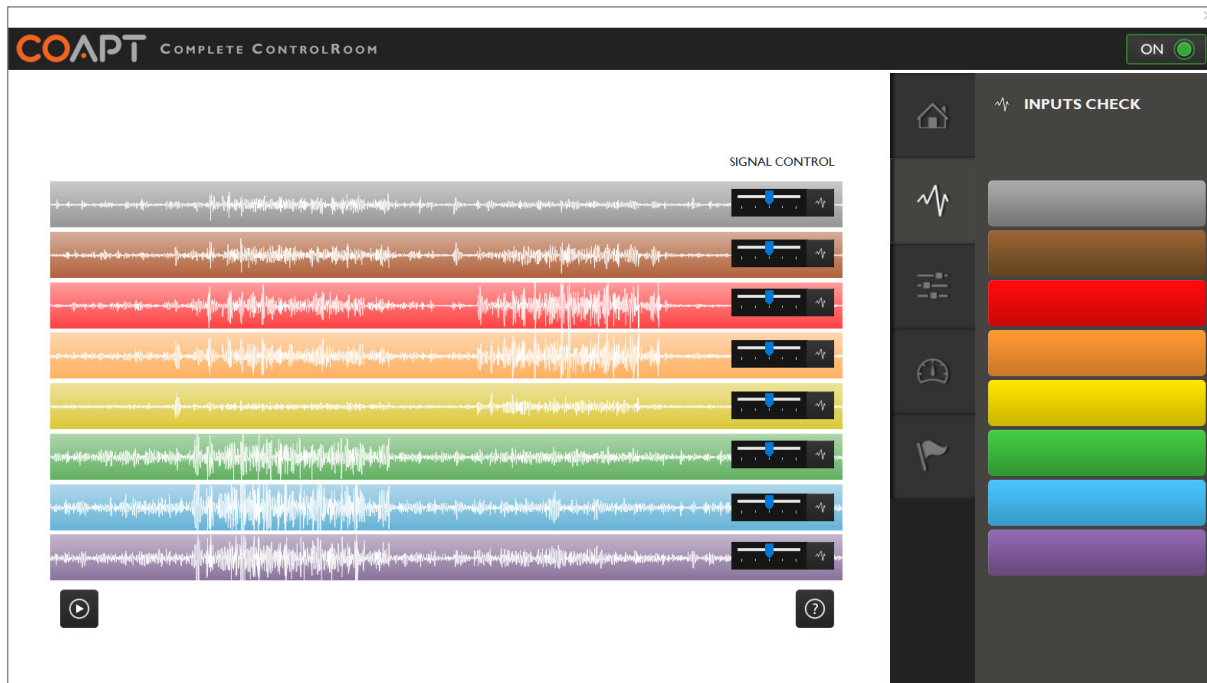 COAPT COMPLETE CONTROLROOM
ON
INPUTS CHECK
SIGNAL CONTROL
?